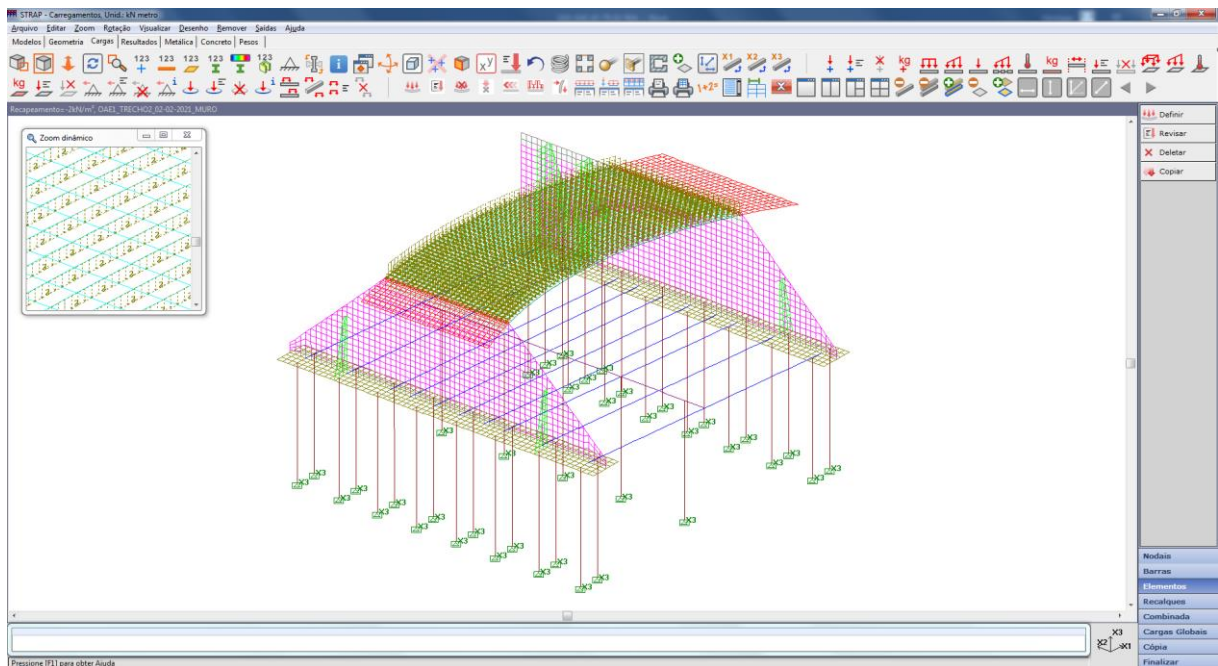 STRAP - Carregamentos, Unid.: kN metro
Arquivo Editar Zoom Rotação Visualizar Desenho Remover Saídas Ajuda
Modelos Geometria Cargas Resultados Metálica Concreto Pesos
Recapeamento=-2kN/m², OAE1_TRECHO2_02-02-2021_MURO
Zoom dinâmico
Definir
Revisar
Deletar
Copiar
X3
Nodais
Barras
Elementos
Recalques
Combinada
Cargas Globais
Cópia
Finalizar
X3
X2 X1
Pressione [F1] para obter Ajuda